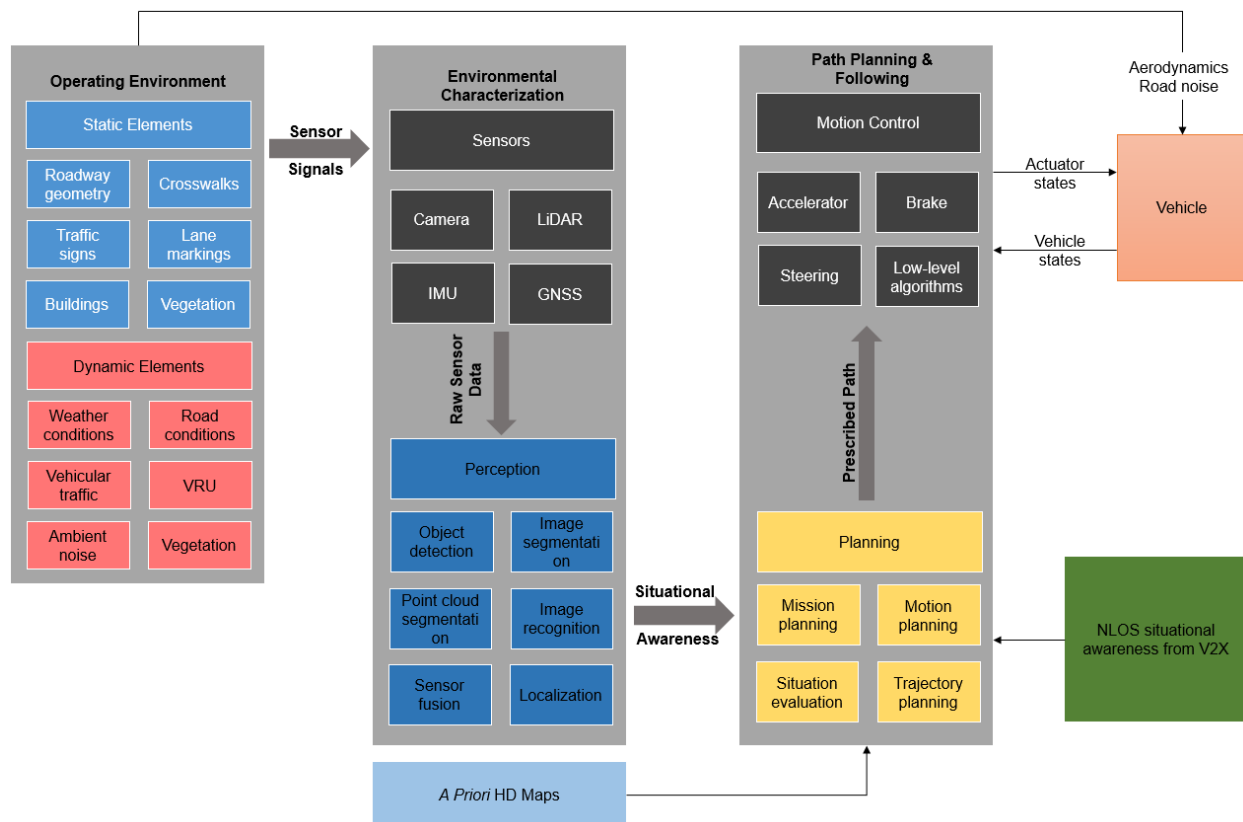 Operating Environment
Static Elements
Roadway
geometry
Crosswalks
Traffic
signs
Lane
markings
Buildings
Vegetation
Dynamic Elements
Weather
conditions
Road
conditions
Vehicular
traffic
VRU
Ambient
noise
Vegetation
Sensor
Signals
Environmental
Characterization
Sensors
Camera
LiDAR
IMU
GNSS
Raw Sensor
Data
Perception
Object
detection
Image
segmentati
on
Point cloud
segmentati
on
Image
recognition
Sensor
fusion
Localization
A Priori HD Maps
Situational
Awareness
Path Planning &
Following
Motion Control
Accelerator
Brake
Steering
Low-level
algorithms
Prescribed Path
Planning
Mission
planning
Motion
planning
Situation
evaluation
Trajectory
planning
Actuator
states
Vehicle
states
Aerodynamics
Road noise
Vehicle
NLOS situational
awareness from V2X